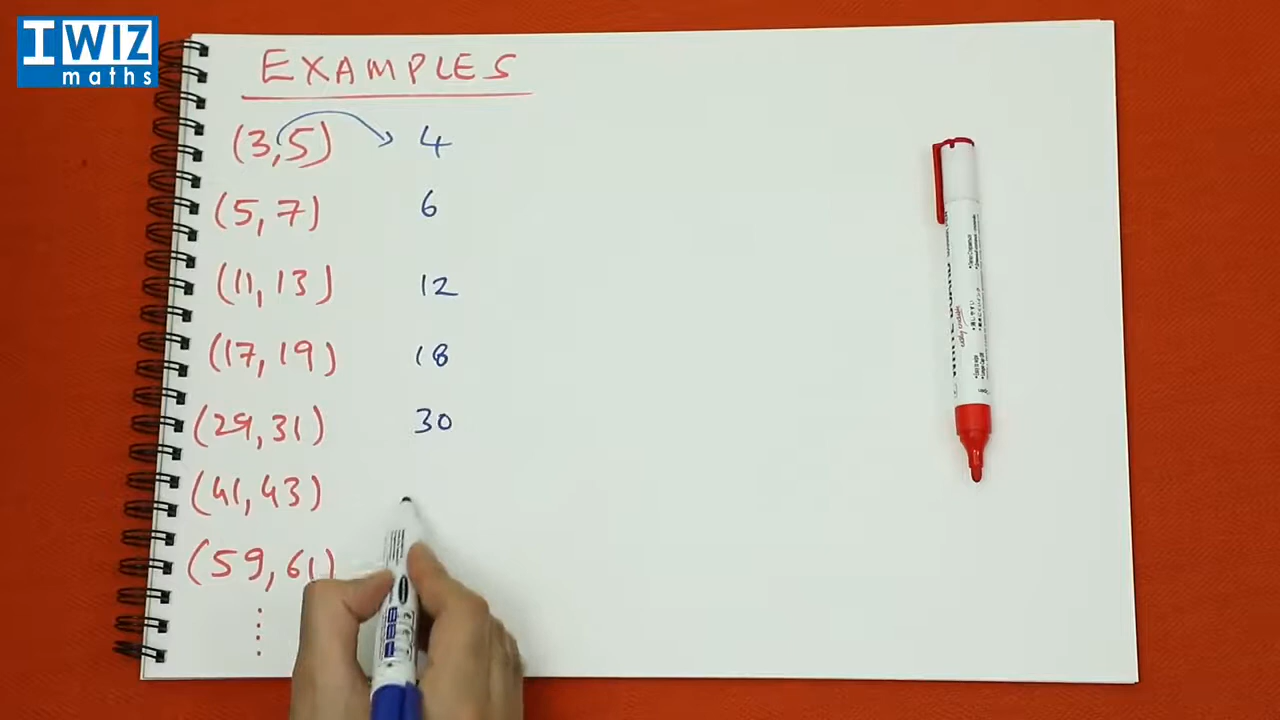 IWIZ
maths
EXAMPLES
(3,5) 4
(5,7) 6
(11,13) 12
(17,19) 18
(29,31) 30
(41,43)
(59,61)